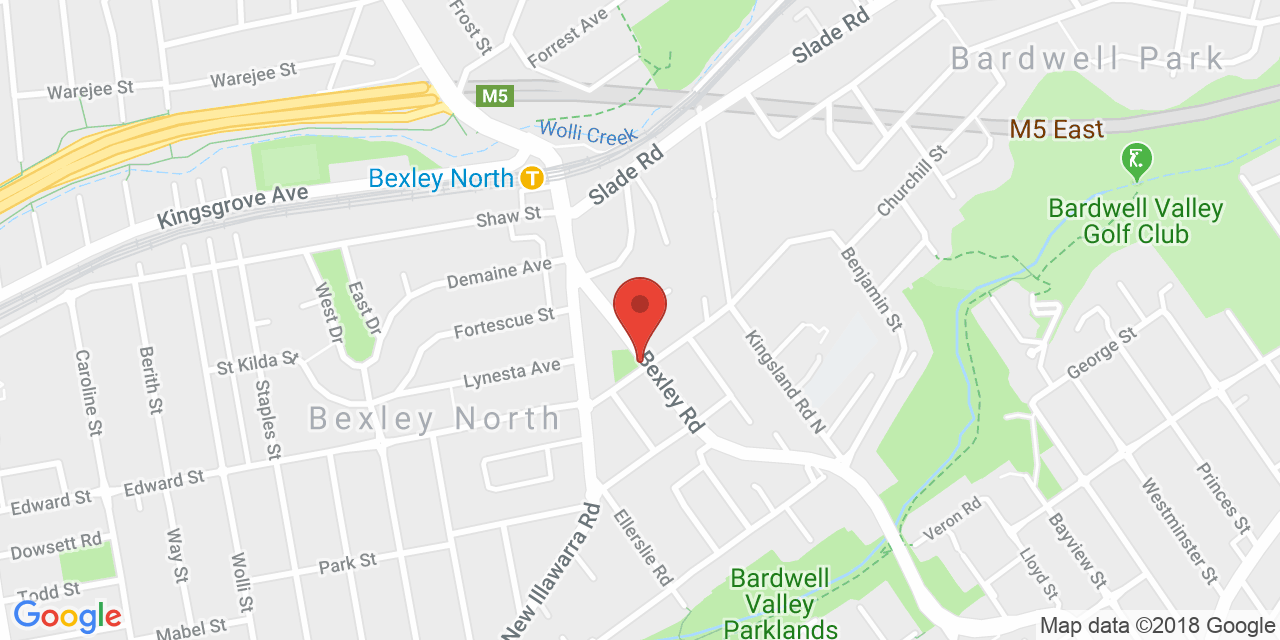 Frost St
Forrest Ave
Slade Rd
Bardwell Park
Warejee St
Warejee St
M5
Wolli Creek
M5 East
Slade Rd
Churchill St
Bexley North
T
Kingsgrove Ave
Shaw St
Bardwell Valley
Golf Club
Demaine Ave
Benjamin St
West Dr
East Dr
Fortescue St
George St
St Kilda St
Lynesta Ave
Bexley Rd
Kingsland Rd N
Caroline St
Berith St
Staples St
Bexley North
Edward St
Edward St
Princes St
Westminster St
Veron Rd
Bayview St
Lloyd St
Dowsett Rd
Way St
Wolli St
Park St
New Illawarra Rd
Ellerslie Rd
Bardwell
Valley
Parklands
Todd St
Mabel St
Google
Map data ©2018 Google